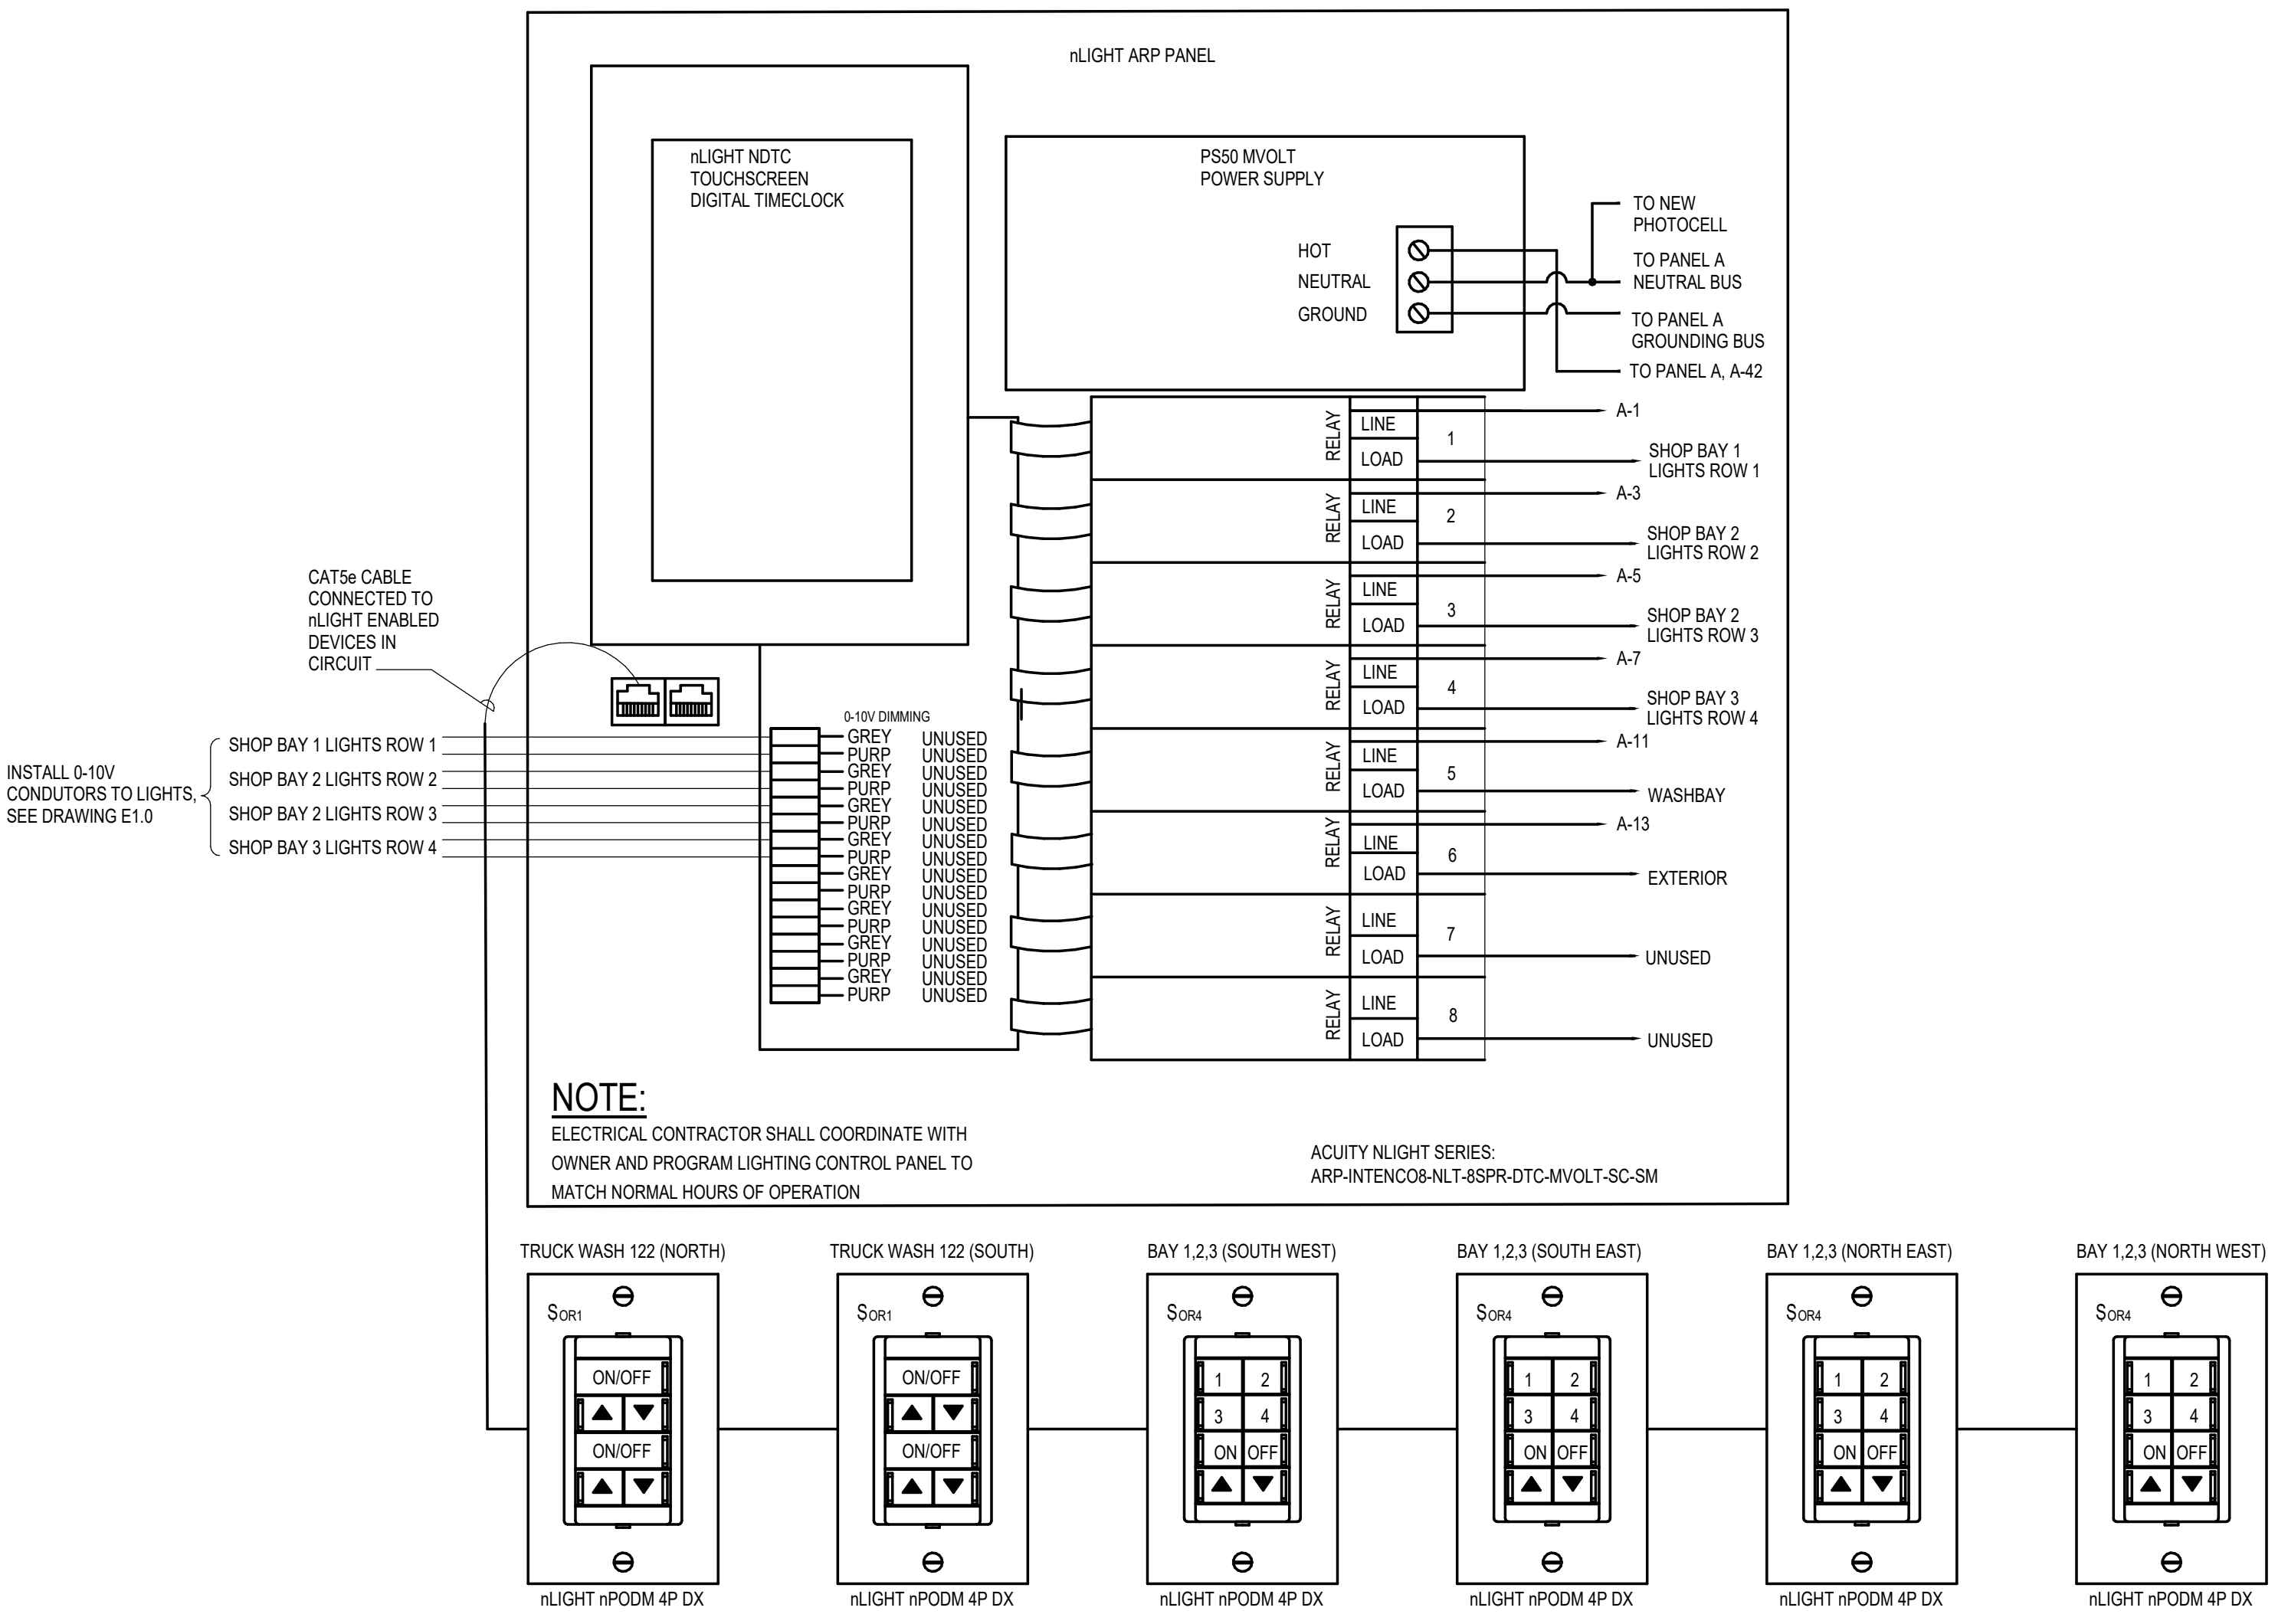 nLIGHT ARP PANEL
nLIGHT NDTC
TOUCHSCREEN
DIGITAL TIMECLOCK
PS50 MVOLT
POWER SUPPLY
HOT
NEUTRAL
GROUND
TO NEW
PHOTOCELL
TO PANEL A
NEUTRAL BUS
TO PANEL A
GROUNDING BUS
TO PANEL A, A-42
RELAY
LINE
LOAD
1
A-1
SHOP BAY 1
LIGHTS ROW 1
RELAY
LINE
LOAD
2
A-3
SHOP BAY 2
LIGHTS ROW 2
RELAY
LINE
LOAD
3
A-5
SHOP BAY 2
LIGHTS ROW 3
RELAY
LINE
LOAD
4
A-7
SHOP BAY 3
LIGHTS ROW 4
RELAY
LINE
LOAD
5
A-11
WASHBAY
RELAY
LINE
LOAD
6
A-13
EXTERIOR
RELAY
LINE
LOAD
7
UNUSED
RELAY
LINE
LOAD
8
UNUSED
CAT5e CABLE
CONNECTED TO
nLIGHT ENABLED
DEVICES IN
CIRCUIT
INSTALL 0-10V
CONDUTORS TO LIGHTS,
SEE DRAWING E1.0
SHOP BAY 1 LIGHTS ROW 1
SHOP BAY 2 LIGHTS ROW 2
SHOP BAY 2 LIGHTS ROW 3
SHOP BAY 3 LIGHTS ROW 4
0-10V DIMMING
GREY UNUSED
PURP UNUSED
GREY UNUSED
PURP UNUSED
GREY UNUSED
PURP UNUSED
GREY UNUSED
PURP UNUSED
GREY UNUSED
PURP UNUSED
GREY UNUSED
PURP UNUSED
GREY UNUSED
PURP UNUSED
GREY UNUSED
PURP UNUSED
NOTE:
ELECTRICAL CONTRACTOR SHALL COORDINATE WITH
OWNER AND PROGRAM LIGHTING CONTROL PANEL TO
MATCH NORMAL HOURS OF OPERATION
ACUITY NLIGHT SERIES:
ARP-INTENCO8-NLT-8SPR-DTC-MVOLT-SC-SM
TRUCK WASH 122 (NORTH)
$OR1
ON/OFF
▲ ▼
ON/OFF
▲ ▼
nLIGHT nPODM 4P DX
TRUCK WASH 122 (SOUTH)
$OR1
ON/OFF
▲ ▼
ON/OFF
▲ ▼
nLIGHT nPODM 4P DX
BAY 1,2,3 (SOUTH WEST)
$OR4
1 2
3 4
ON OFF
▲ ▼
nLIGHT nPODM 4P DX
BAY 1,2,3 (SOUTH EAST)
$OR4
1 2
3 4
ON OFF
▲ ▼
nLIGHT nPODM 4P DX
BAY 1,2,3 (NORTH EAST)
$OR4
1 2
3 4
ON OFF
▲ ▼
nLIGHT nPODM 4P DX
BAY 1,2,3 (NORTH WEST)
$OR4
1 2
3 4
ON OFF
▲ ▼
nLIGHT nPODM 4P DX